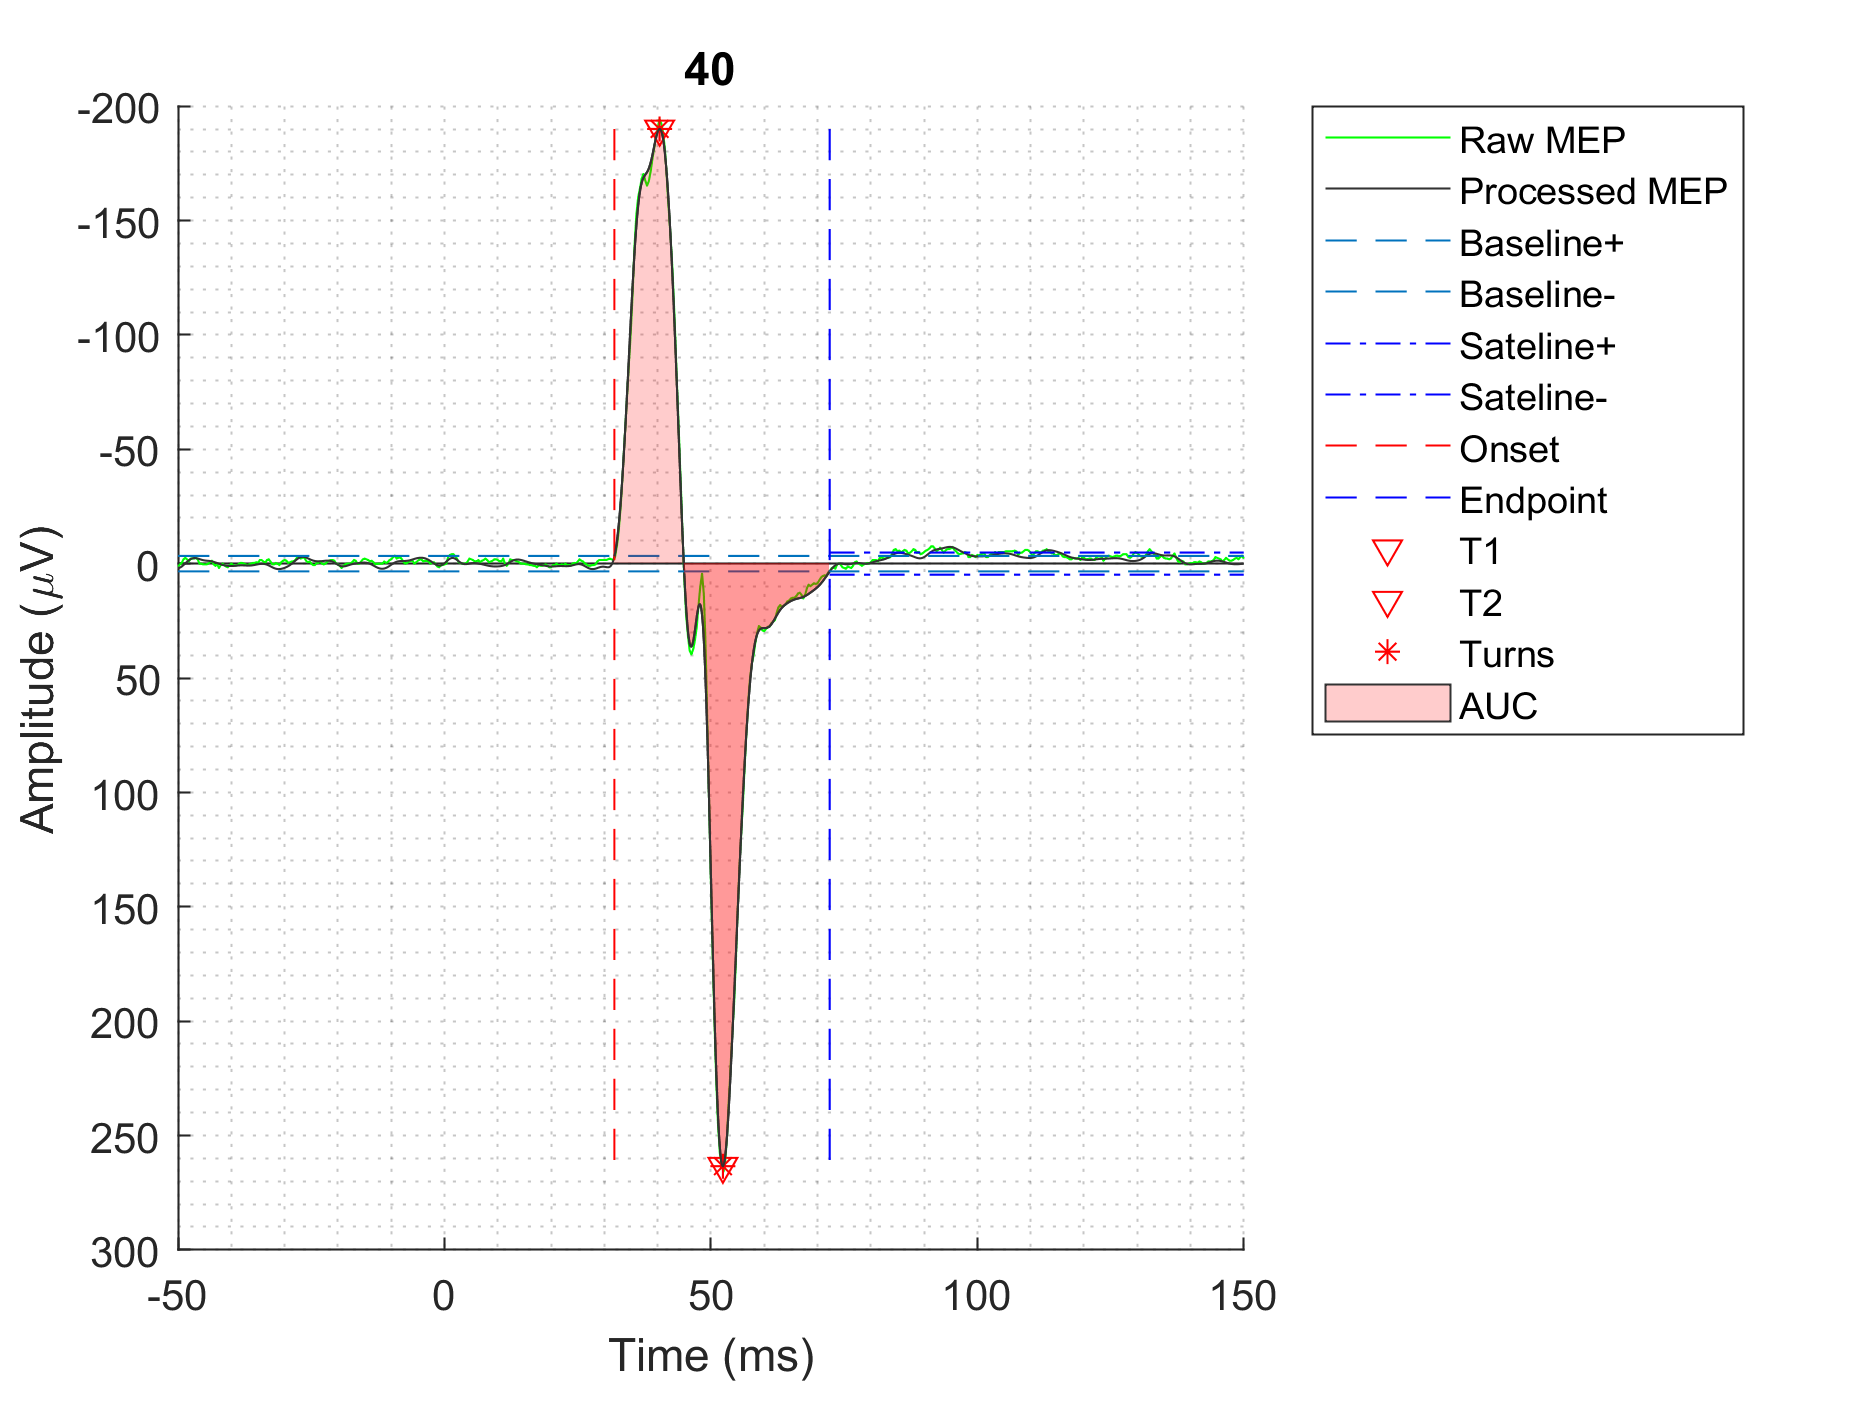 40
-200
-150
-100
-50
0
50
100
150
200
250
300
Amplitude (μV)
-50 0 50 100 150
Time (ms)
Raw MEP
Processed MEP
Baseline+
Baseline-
Sateline+
Sateline-
Onset
Endpoint
T1
T2
Turns
AUC